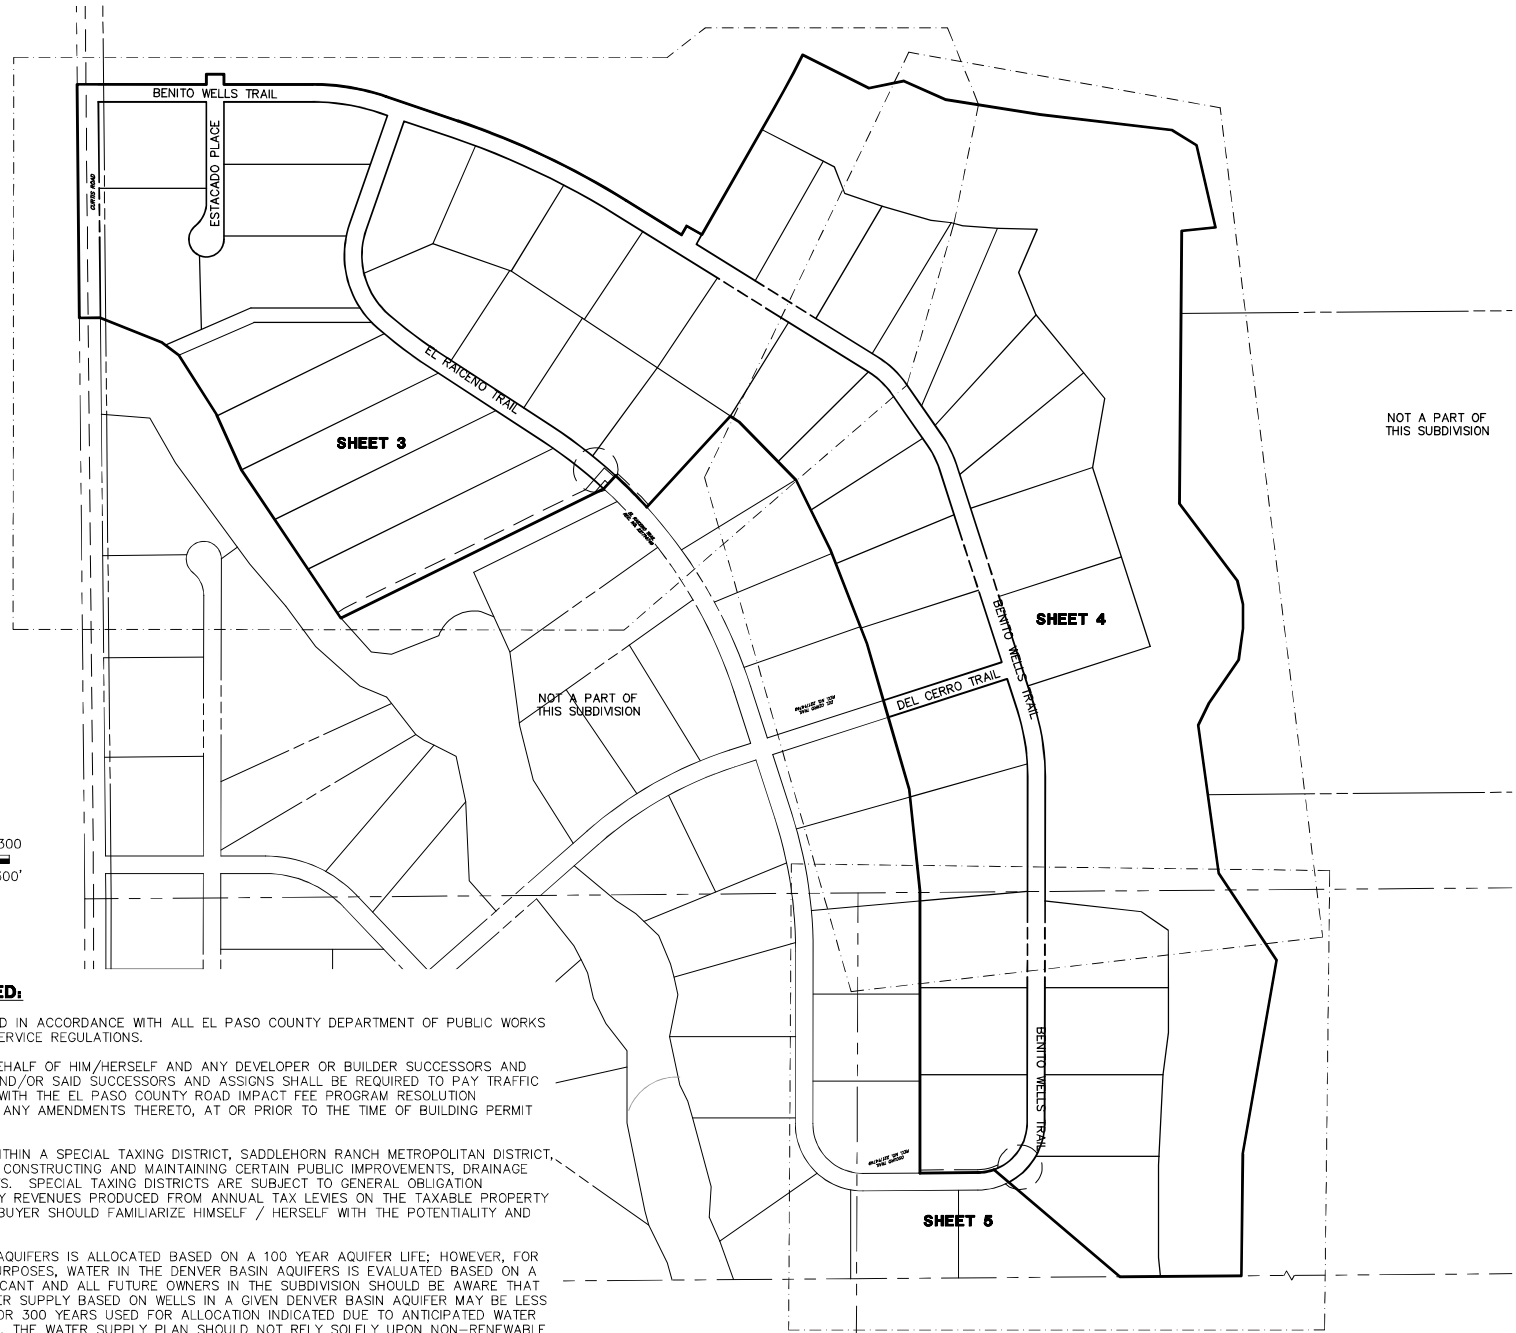 BENITO WELLS TRAIL
ESTACADO PLACE
CURTIS ROAD
EL RAICENO TRAIL
SHEET 3
NOT A PART OF
THIS SUBDIVISION
SHEET 4
BENITO WELLS TRAIL
DEL CERRO TRAIL
NOT A PART OF
THIS SUBDIVISION
DEL CERRO TRAIL
300
300'
BENITO WELLS TRAIL
SHEET 5
ED:
D IN ACCORDANCE WITH ALL EL PASO COUNTY DEPARTMENT OF PUBLIC WORKS
ERVICE REGULATIONS.
EHALF OF HIM/HERSELF AND ANY DEVELOPER OR BUILDER SUCCESSORS AND
ND/OR SAID SUCCESSORS AND ASSIGNS SHALL BE REQUIRED TO PAY TRAFFIC
WITH THE EL PASO COUNTY ROAD IMPACT FEE PROGRAM RESOLUTION
ANY AMENDMENTS THERETO, AT OR PRIOR TO THE TIME OF BUILDING PERMIT
ITHIN A SPECIAL TAXING DISTRICT, SADDLEHORN RANCH METROPOLITAN DISTRICT,
CONSTRUCTING AND MAINTAINING CERTAIN PUBLIC IMPROVEMENTS, DRAINAGE
TS. SPECIAL TAXING DISTRICTS ARE SUBJECT TO GENERAL OBLIGATION
Y REVENUES PRODUCED FROM ANNUAL TAX LEVIES ON THE TAXABLE PROPERTY
BUYER SHOULD FAMILIARIZE HIMSELF / HERSELF WITH THE POTENTIALITY AND
AQUIFERS IS ALLOCATED BASED ON A 100 YEAR AQUIFER LIFE; HOWEVER, FOR
URPOSES, WATER IN THE DENVER BASIN AQUIFERS IS EVALUATED BASED ON A
CANT AND ALL FUTURE OWNERS IN THE SUBDIVISION SHOULD BE AWARE THAT
ER SUPPLY BASED ON WELLS IN A GIVEN DENVER BASIN AQUIFER MAY BE LESS
OR 300 YEARS USED FOR ALLOCATION INDICATED DUE TO ANTICIPATED WATER
THE WATER SUPPLY PLAN SHOULD NOT RELY SOLELY UPON NON-RENEWABLE